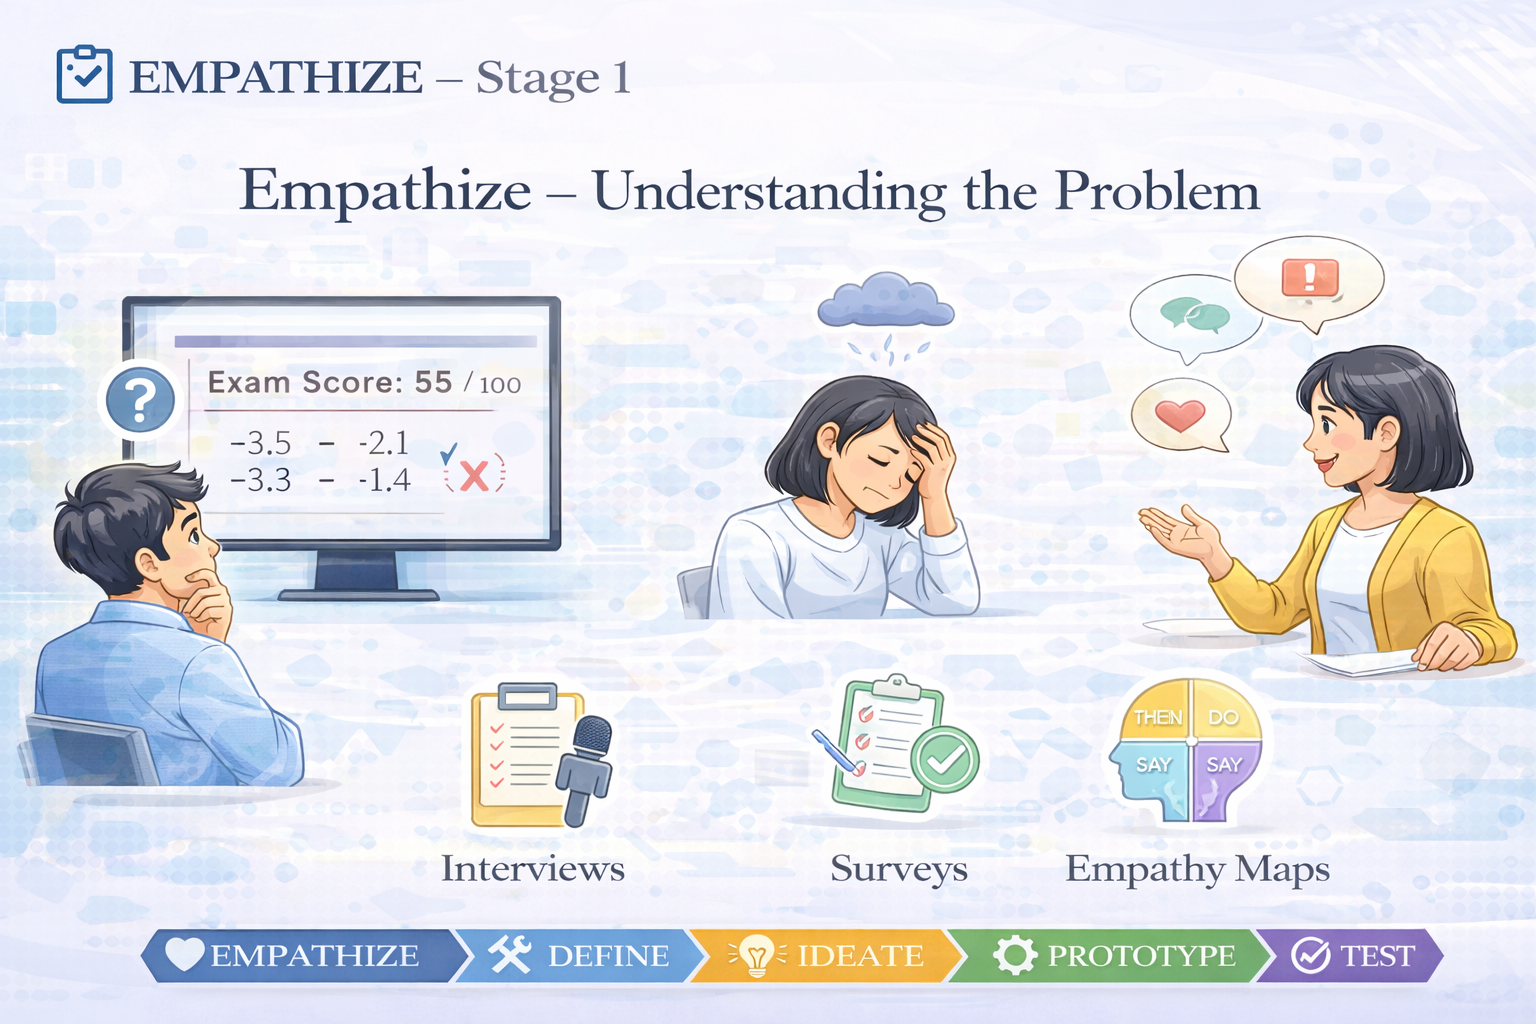 EMPATHIZE – Stage 1
Empathize – Understanding the Problem
?
Exam Score: 55 / 100
–3.5 – -2.1
–3.3 – -1.4
X
!
THEN DO
SAY SAY
Interviews
Surveys
Empathy Maps
EMPATHIZE
DEFINE
IDEATE
PROTOTYPE
TEST